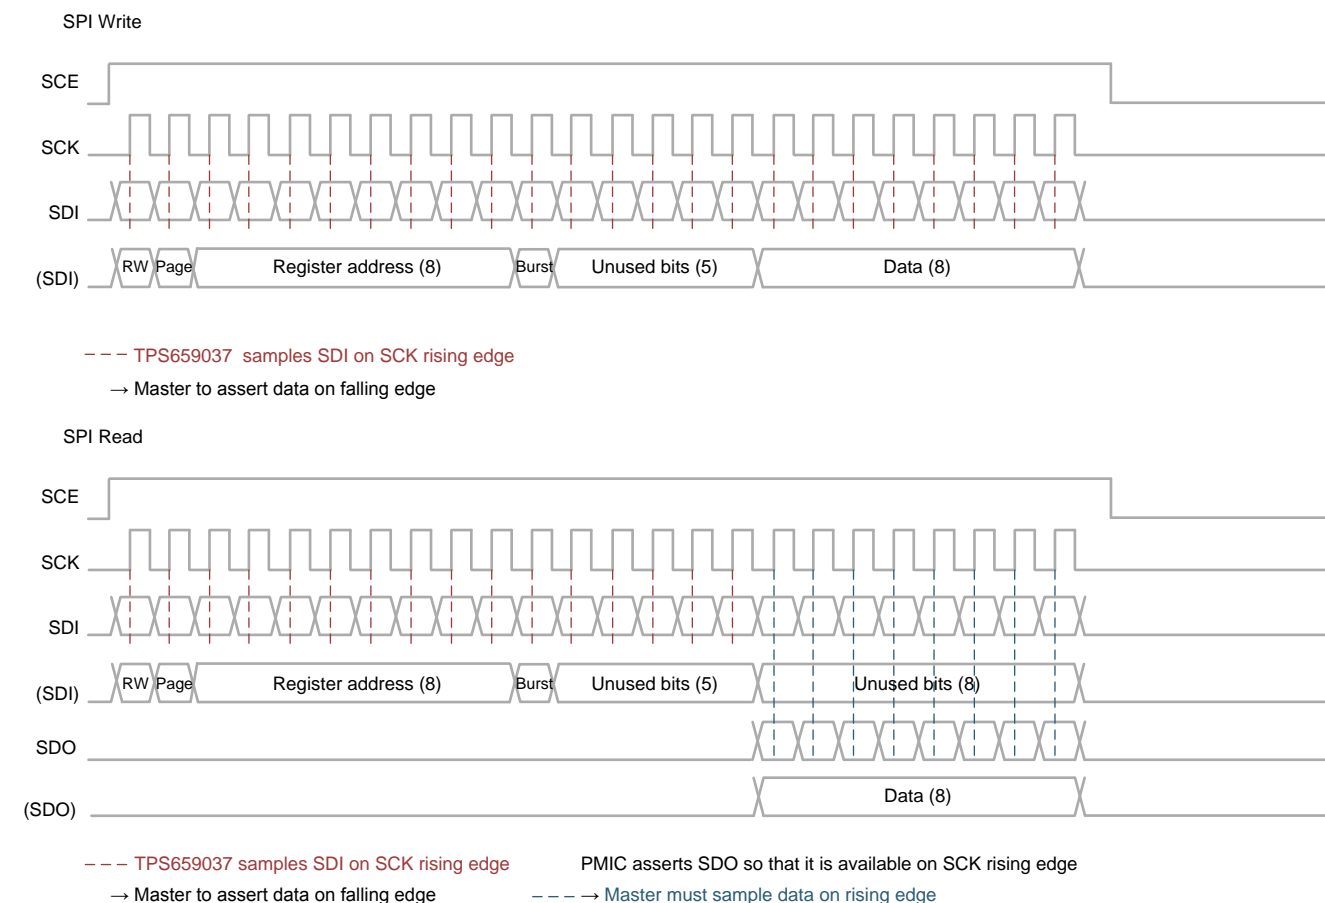 SPI Write
SCE
SCK
SDI
(SDI) RW Page Register address (8) Burst Unused bits (5) Data (8)
– – – TPS659037 samples SDI on SCK rising edge
→ Master to assert data on falling edge
SPI Read
SCE
SCK
SDI
(SDI) RW Page Register address (8) Burst Unused bits (5) Unused bits (8)
SDO
(SDO) Data (8)
– – – TPS659037 samples SDI on SCK rising edge PMIC asserts SDO so that it is available on SCK rising edge
→ Master to assert data on falling edge – – – → Master must sample data on rising edge